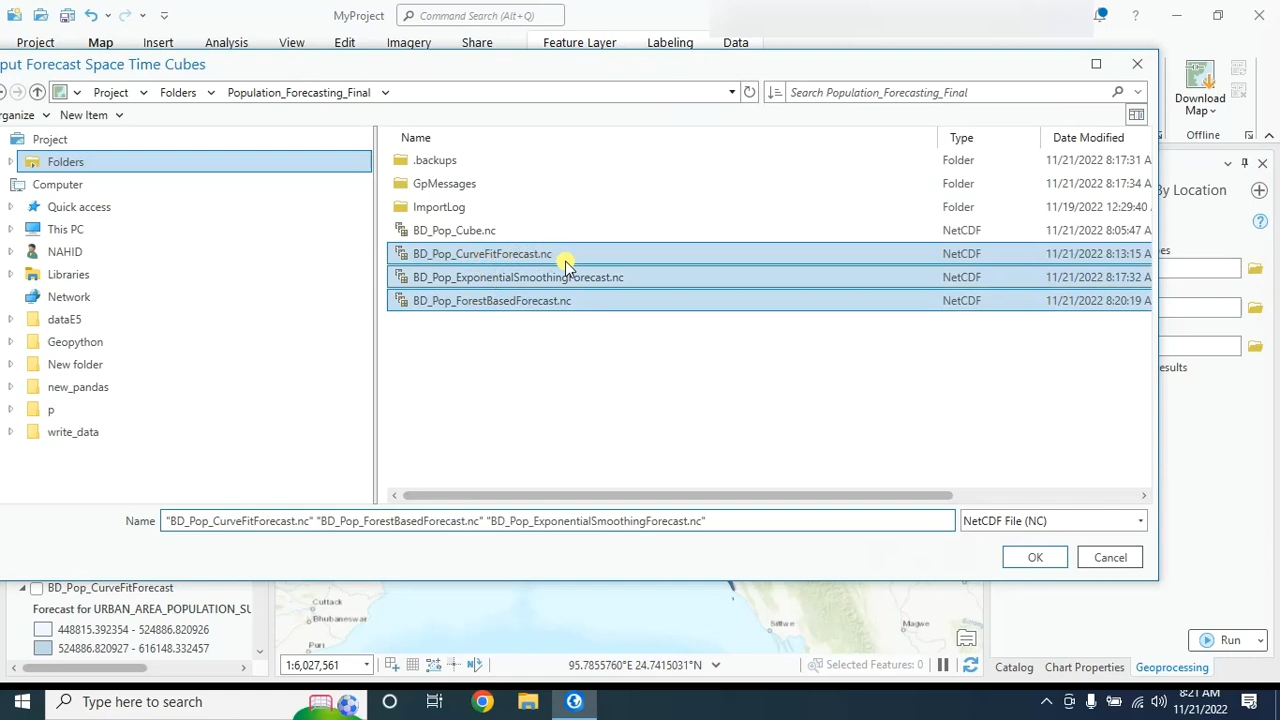 MyProject
Command Search (Alt+Q)
Project
Map
Insert
Analysis
View
Edit
Imagery
Share
Feature Layer
Labeling
Data
put Forecast Space Time Cubes
Project
Folders
Population_Forecasting_Final
Search Population_Forecasting_Final
Download
Map
Offline
rganize
New Item
Name
Type
Date Modified
Project
Folders
Computer
Quick access
This PC
NAHID
Libraries
Network
dataE5
Geopython
New folder
new_pandas
p
write_data
.backups
Folder
11/21/2022 8:17:31 A
GpMessages
Folder
11/21/2022 8:17:34 A
ImportLog
Folder
11/19/2022 12:29:40
BD_Pop_Cube.nc
NetCDF
11/21/2022 8:05:47 A
BD_Pop_CurveFitForecast.nc
NetCDF
11/21/2022 8:13:15 A
BD_Pop_ExponentialSmoothingForecast.nc
NetCDF
11/21/2022 8:17:32 A
BD_Pop_ForestBasedForecast.nc
NetCDF
11/21/2022 8:20:19 A
By Location
es
esults
Name
"BD_Pop_CurveFitForecast.nc" "BD_Pop_ForestBasedForecast.nc" "BD_Pop_ExponentialSmoothingForecast.nc"
NetCDF File (NC)
OK
Cancel
BD_Pop_CurveFitForecast
Forecast for URBAN_AREA_POPULATION_SU
448815.392354 - 524886.820926
524886.820927 - 616148.332457
Cuttack
Bhubaneswar
Puri
Sittwe
Magwe
1:6,027,561
95.7855760°E 24.7415031°N
Selected Features: 0
Run
Catalog
Chart Properties
Geoprocessing
Type here to search
8:21 AM
11/21/2022